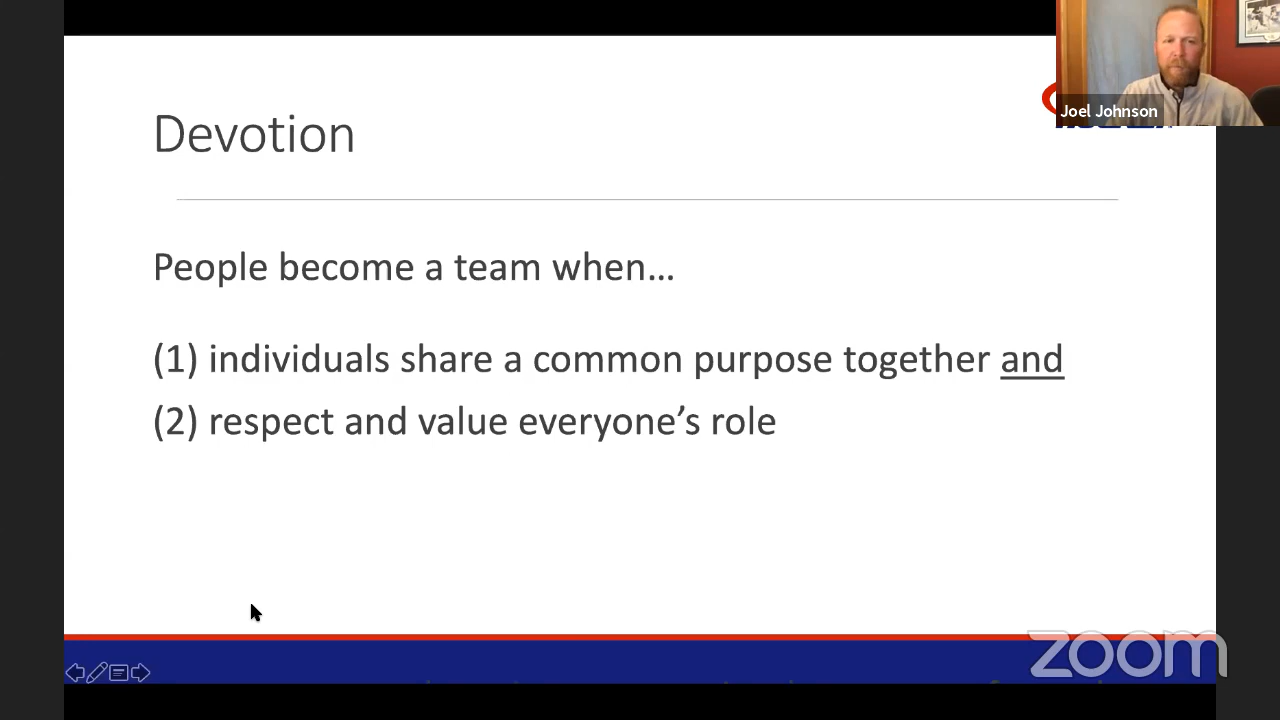 Devotion
Joel Johnson
People become a team when…
(1) individuals share a common purpose together and
(2) respect and value everyone’s role
zoom